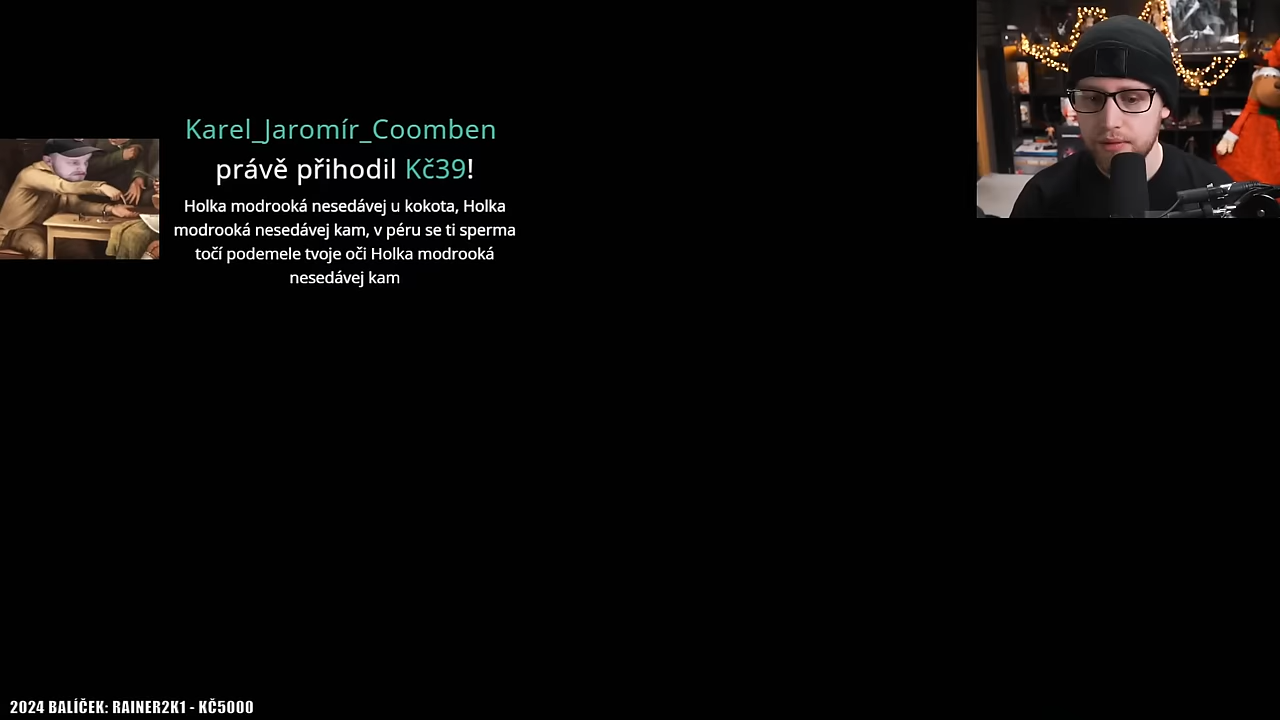 Karel_Jaromír_Coomben
právě přihodil Kč39!
Holka modrooká nesedávej u kokota, Holka
modrooká nesedávej kam, v péru se ti sperma
točí podemele tvoje oči Holka modrooká
nesedávej kam
2024 BALÍČEK: RAINER2K1 - KČ5000